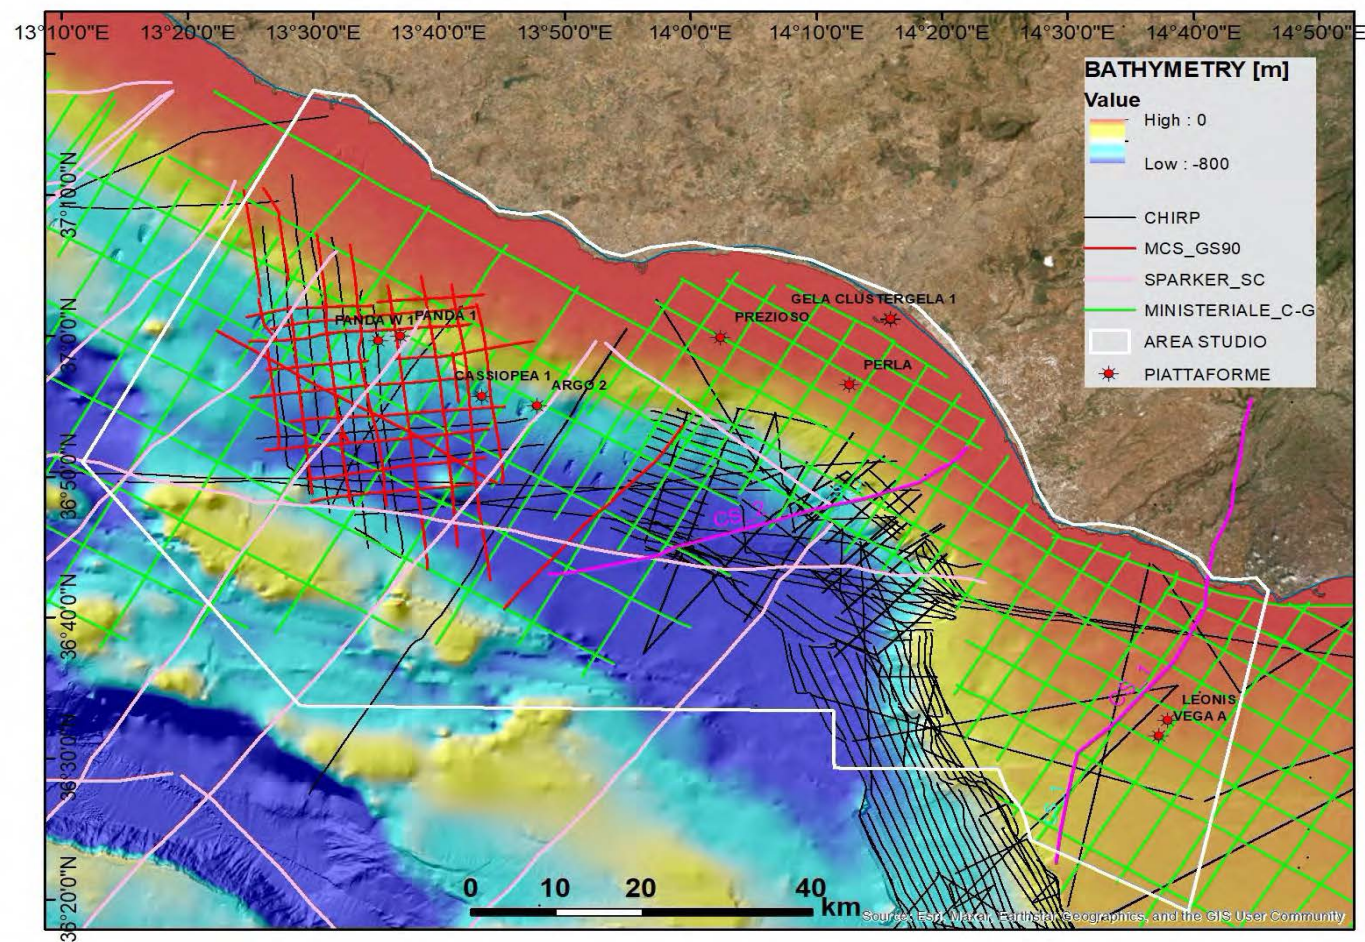 13°10'0"E 13°20'0"E 13°30'0"E 13°40'0"E 13°50'0"E 14°0'0"E 14°10'0"E 14°20'0"E 14°30'0"E 14°40'0"E 14°50'0"E
BATHYMETRY [m]
Value
High : 0
Low : -800
CHIRP
MCS_GS90
SPARKER_SC
MINISTERIALE_C-G
AREA STUDIO
PIATTAFORME
37°10'0"N
37°0'0"N
36°50'0"N
36°40'0"N
36°30'0"N
36°20'0"N
GELA CLUSTERGELA 1
PREZIOSO
PANDA W 1 PANDA 1
PERLA
CASSIOPEA 1
ARGO 2
LEONIS
VEGA A
0 10 20 40
km
Source: Esri, Maxar, Earthstar Geographics, and the GIS User Community